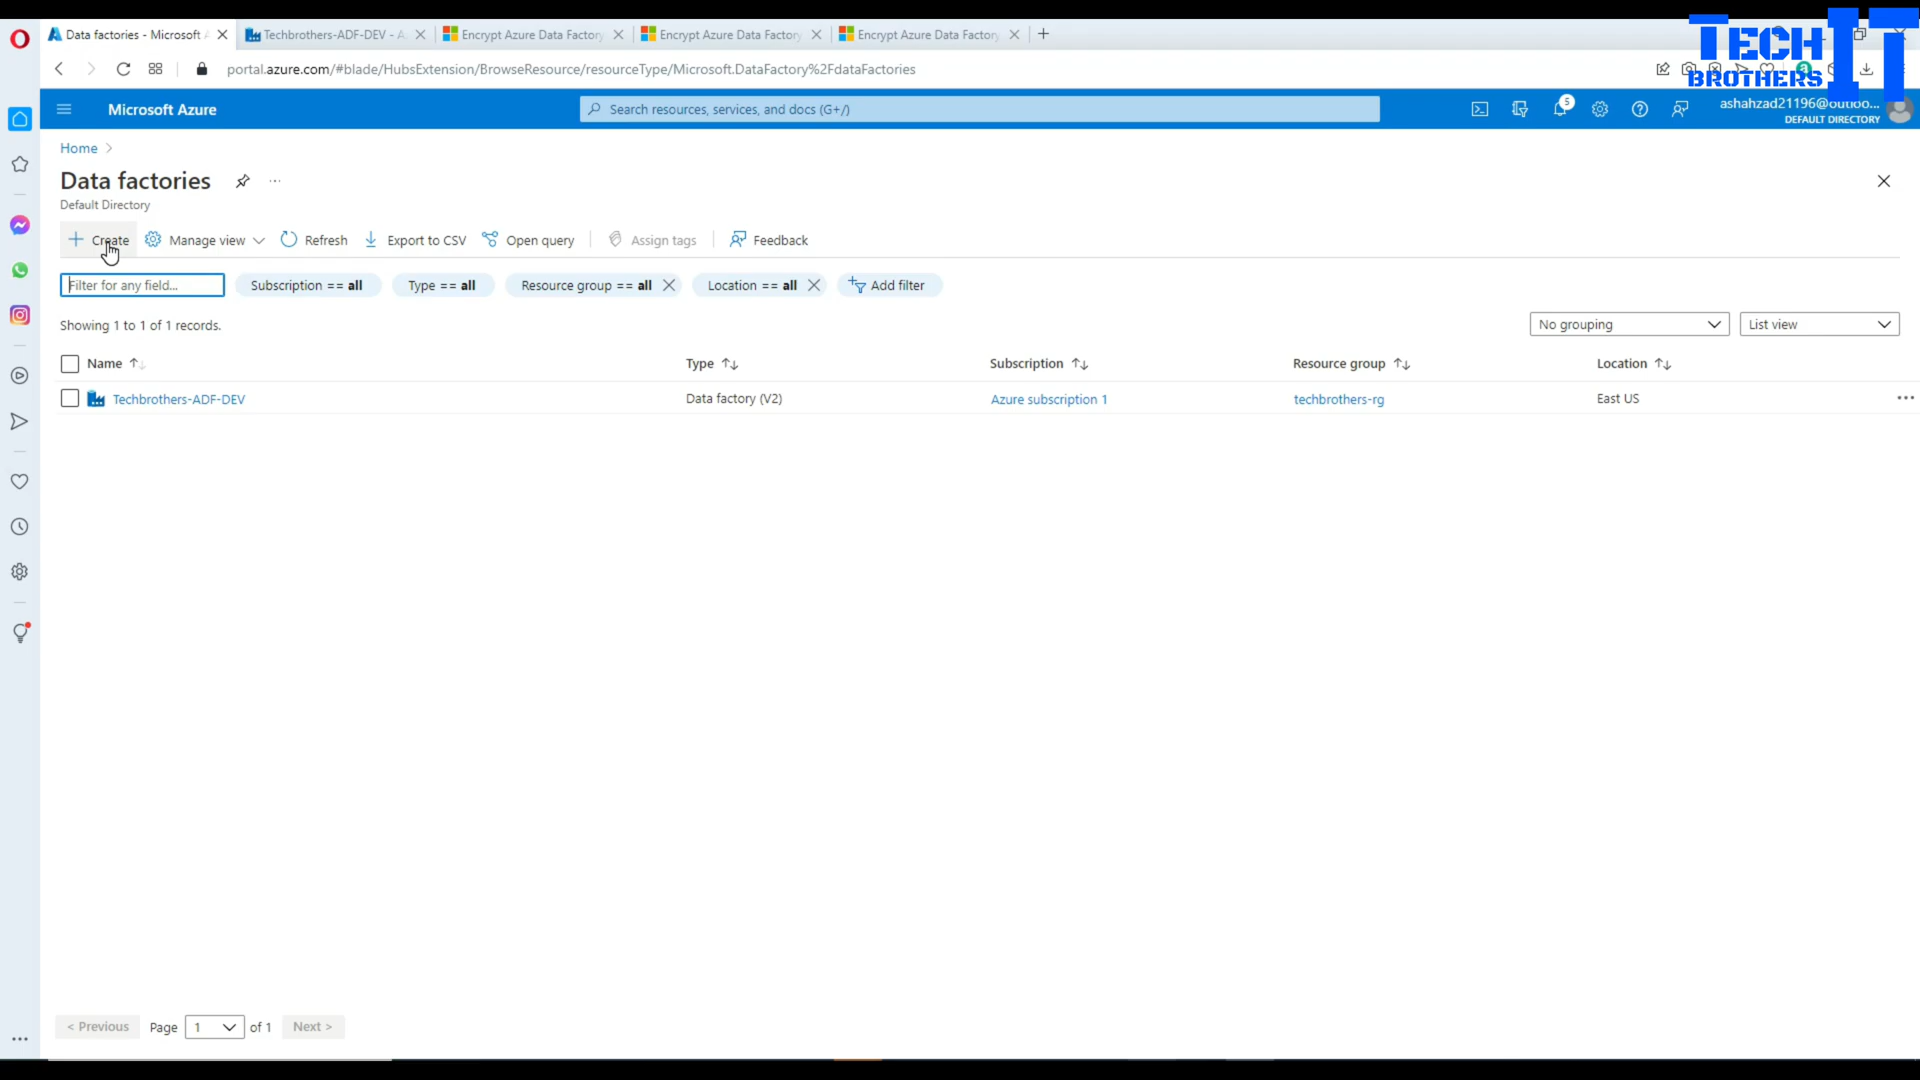 Data factories - Microsoft A
Techbrothers-ADF-DEV - A
Encrypt Azure Data Factory
Encrypt Azure Data Factory
Encrypt Azure Data Factory
TECH IT
BROTHERS
portal.azure.com/#blade/HubsExtension/BrowseResource/resourceType/Microsoft.DataFactory%2FdataFactories
Microsoft Azure
Search resources, services, and docs (G+/)
5
ashahzad21196@outloo...
DEFAULT DIRECTORY
Home >
Data factories
Default Directory
+ Create
Manage view
Refresh
Export to CSV
Open query
Assign tags
Feedback
Filter for any field...
Subscription == all
Type == all
Resource group == all
Location == all
Add filter
Showing 1 to 1 of 1 records.
No grouping
List view
Name
Type
Subscription
Resource group
Location
Techbrothers-ADF-DEV
Data factory (V2)
Azure subscription 1
techbrothers-rg
East US
< Previous
Page
1
of 1
Next >